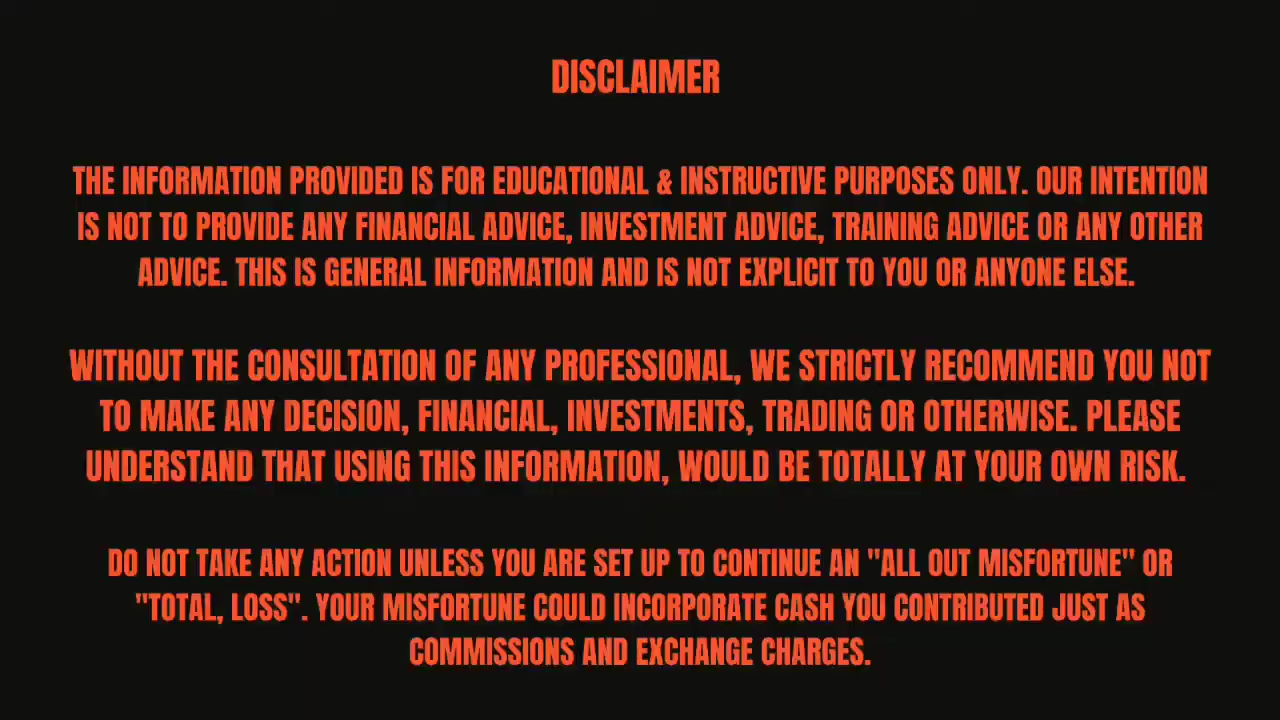 DISCLAIMER
THE INFORMATION PROVIDED IS FOR EDUCATIONAL & INSTRUCTIVE PURPOSES ONLY. OUR INTENTION
IS NOT TO PROVIDE ANY FINANCIAL ADVICE, INVESTMENT ADVICE, TRAINING ADVICE OR ANY OTHER
ADVICE. THIS IS GENERAL INFORMATION AND IS NOT EXPLICIT TO YOU OR ANYONE ELSE.
WITHOUT THE CONSULTATION OF ANY PROFESSIONAL, WE STRICTLY RECOMMEND YOU NOT
TO MAKE ANY DECISION, FINANCIAL, INVESTMENTS, TRADING OR OTHERWISE. PLEASE
UNDERSTAND THAT USING THIS INFORMATION, WOULD BE TOTALLY AT YOUR OWN RISK.
DO NOT TAKE ANY ACTION UNLESS YOU ARE SET UP TO CONTINUE AN "ALL OUT MISFORTUNE" OR
"TOTAL, LOSS". YOUR MISFORTUNE COULD INCORPORATE CASH YOU CONTRIBUTED JUST AS
COMMISSIONS AND EXCHANGE CHARGES.